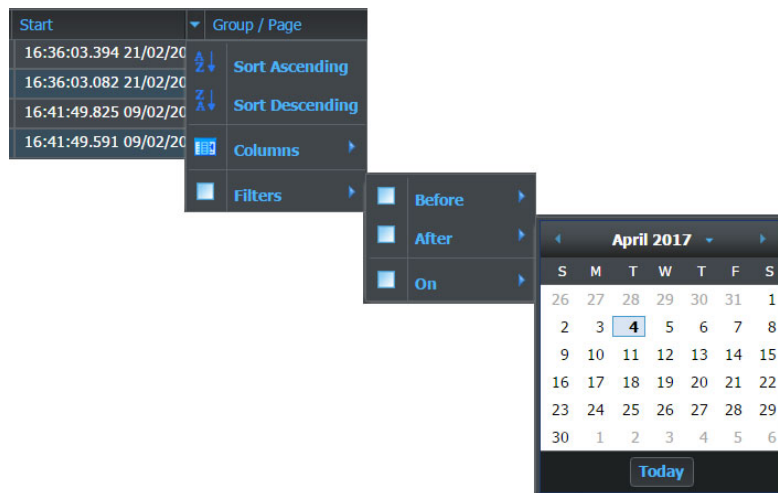 Start Group / Page
16:36:03.394 21/02/20
16:36:03.082 21/02/20
16:41:49.825 09/02/20
16:41:49.591 09/02/20
A Z Sort Ascending
Z A Sort Descending
Columns
Filters
Before
After
On
April 2017
S M T W T F S
26 27 28 29 30 31 1
2 3 4 5 6 7 8
9 10 11 12 13 14 15
16 17 18 19 20 21 22
23 24 25 26 27 28 29
30 1 2 3 4 5 6
Today